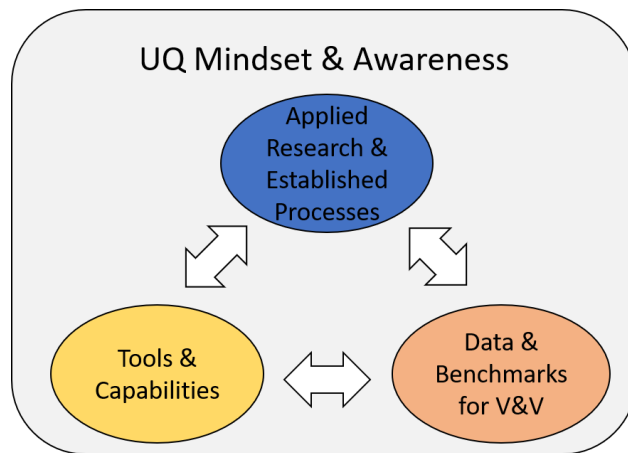 UQ Mindset & Awareness
Applied
Research &
Established
Processes
Tools &
Capabilities
Data &
Benchmarks
for V&V